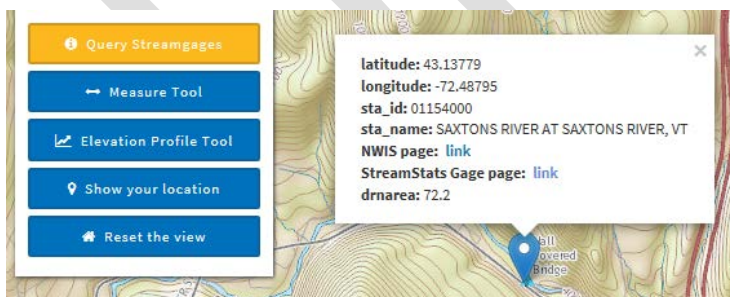 Query Streamgages
Measure Tool
Elevation Profile Tool
Show your location
Reset the view
latitude: 43.13779
longitude: -72.48795
sta_id: 01154000
sta_name: SAXTONS RIVER AT SAXTONS RIVER, VT
NWIS page: link
StreamStats Gage page: link
drnarea: 72.2
Bridge